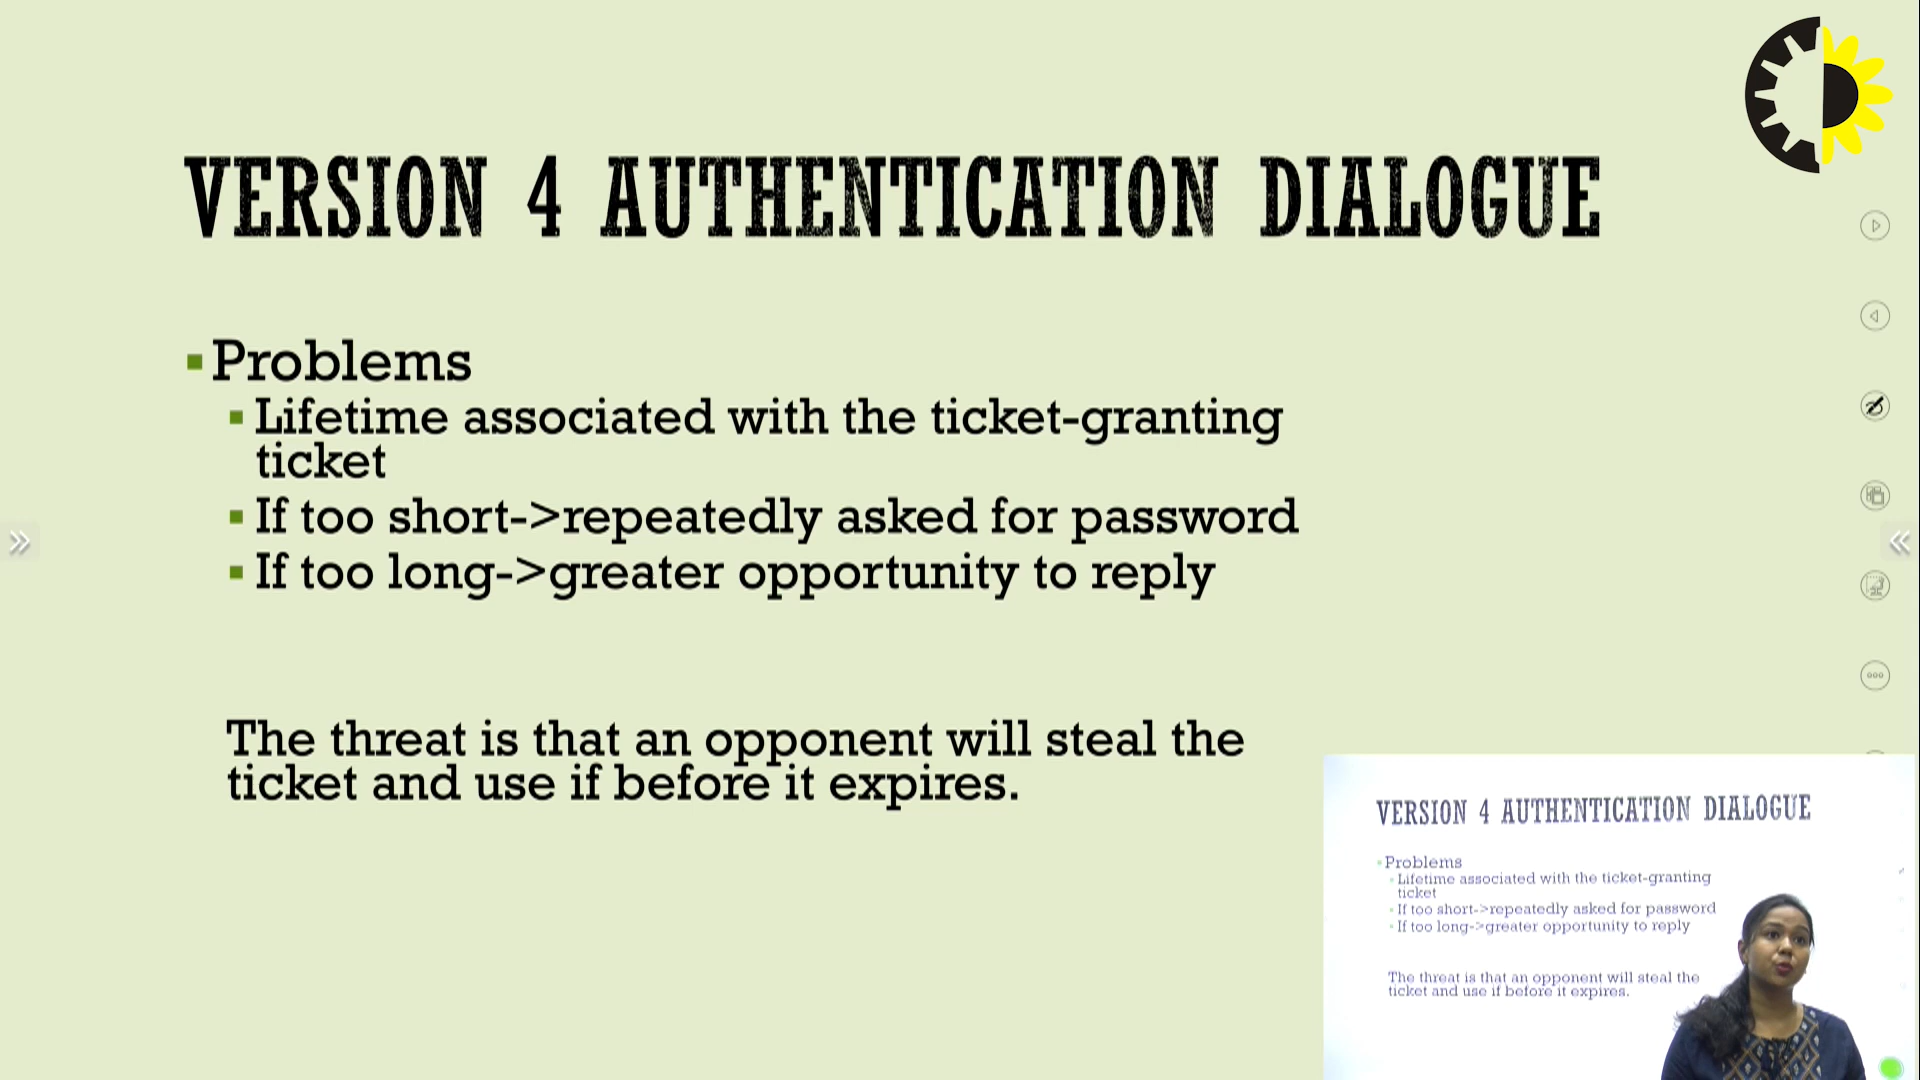 VERSION 4 AUTHENTICATION DIALOGUE
Problems
Lifetime associated with the ticket-granting
ticket
If too short->repeatedly asked for password
If too long->greater opportunity to reply
The threat is that an opponent will steal the
ticket and use if before it expires.
VERSION 4 AUTHENTICATION DIALOGUE
Problems
Lifetime associated with the ticket-granting
ticket
If too short->repeatedly asked for password
If too long->greater opportunity to reply
The threat is that an opponent will steal the
ticket and use if before it expires.